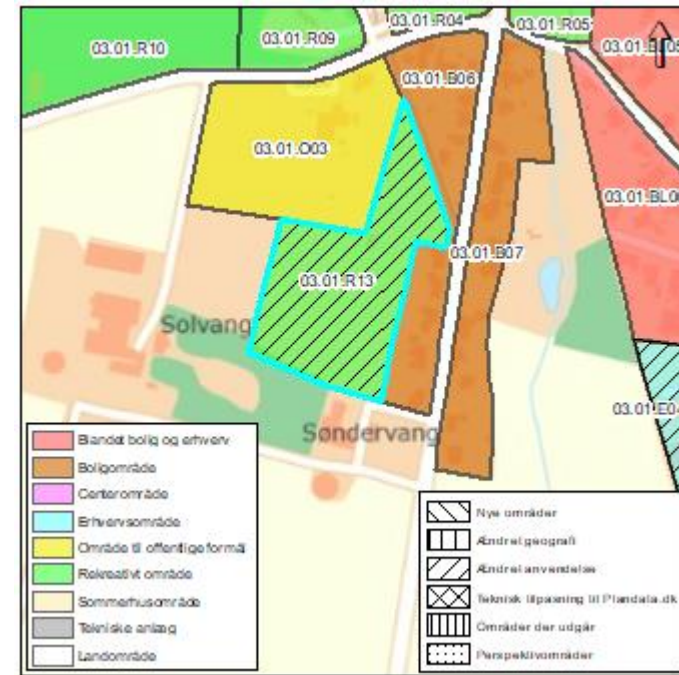 03.01.R10
03.01.R09
03.01.R04
03.01.R05
03.01.B06
03.01.O03
03.01.B07
03.01.R13
Solvang
Søndervang
Blandet bolig og erhverv
Boligområde
Centerområde
Erhvervsområde
Område til offentlige formål
Rekreativt område
Sommerhusområde
Tekniske anlæg
Landområde
Nye områder
Ændret geografi
Ændret anvendelse
Teknisk tilpasning til Plandata.dk
Områder der udgår
Perspektivområder